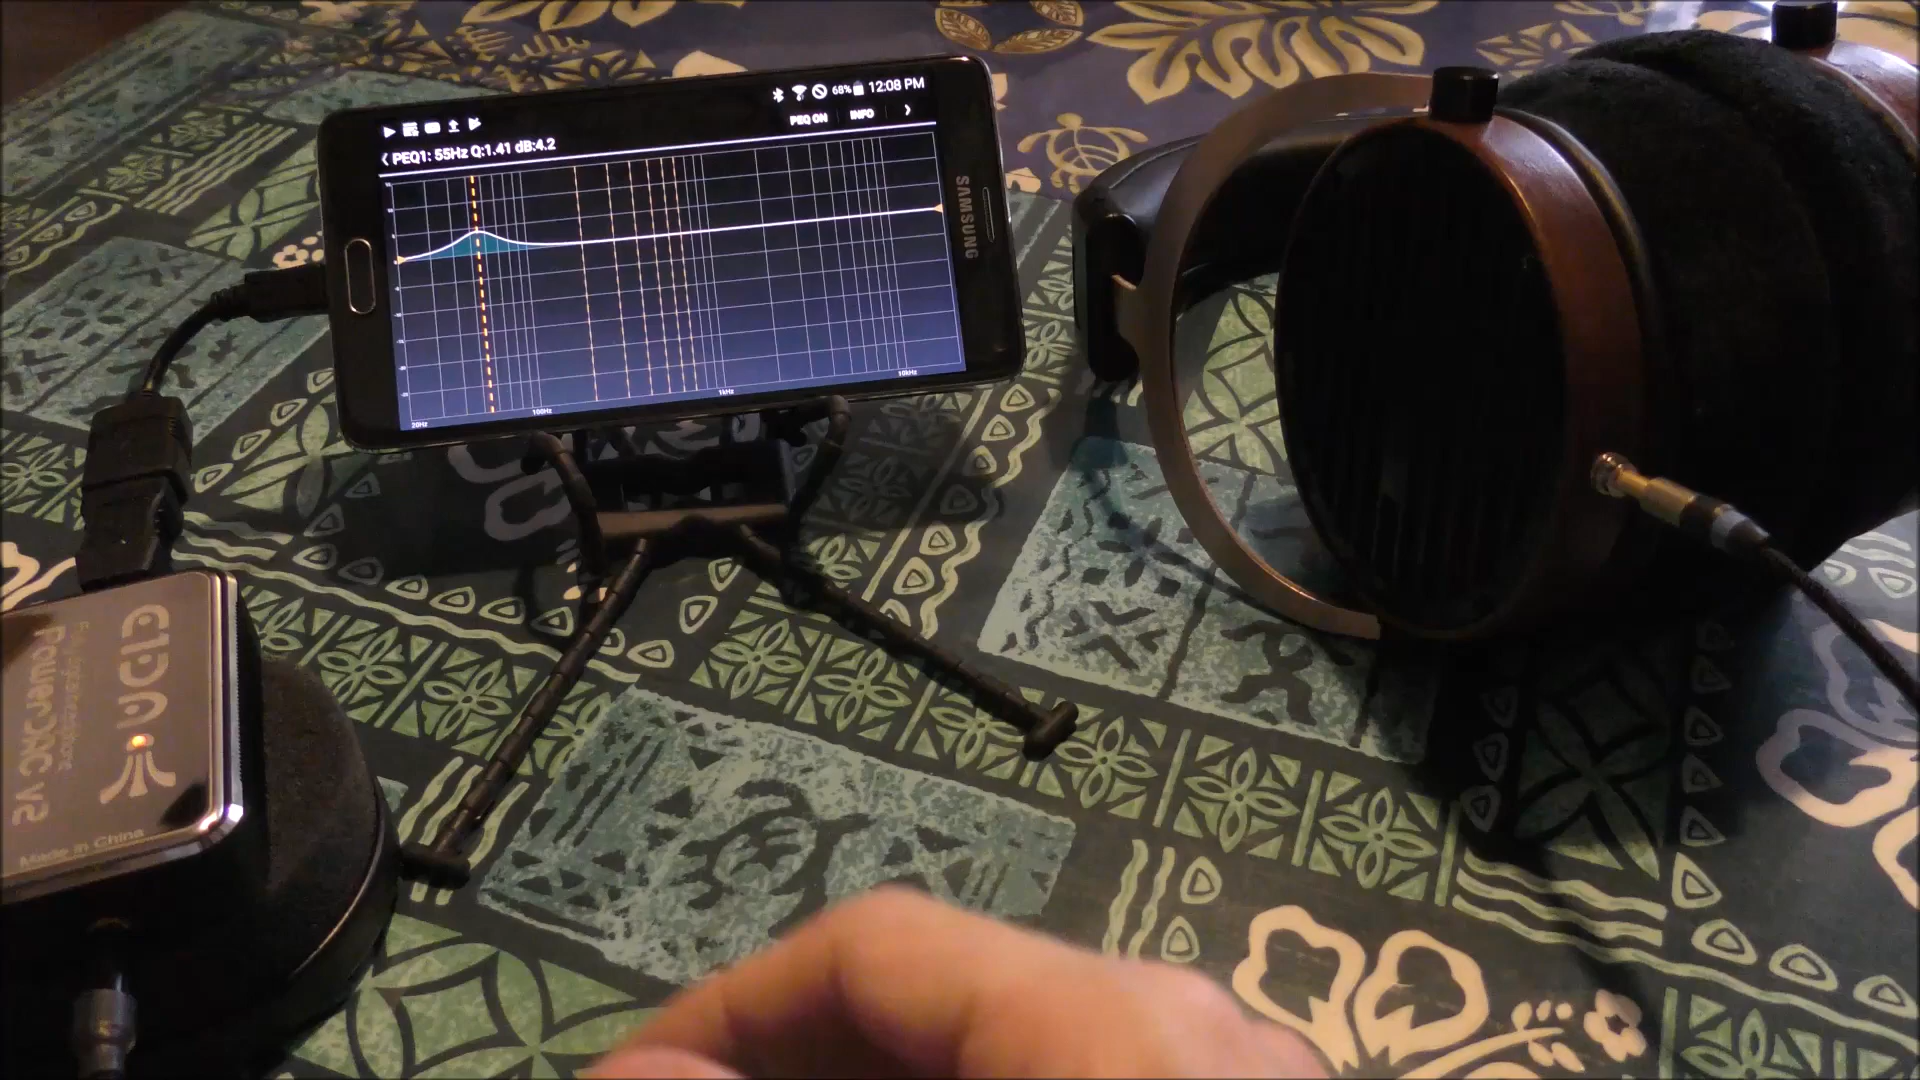 68% 12:08 PM
PEQ1: 55Hz Q:1.41 dB:4.2
PEQ ON INFO
20Hz 100Hz 1kHz 10kHz
SAMSUNG
PowerDAC V2
Made in China